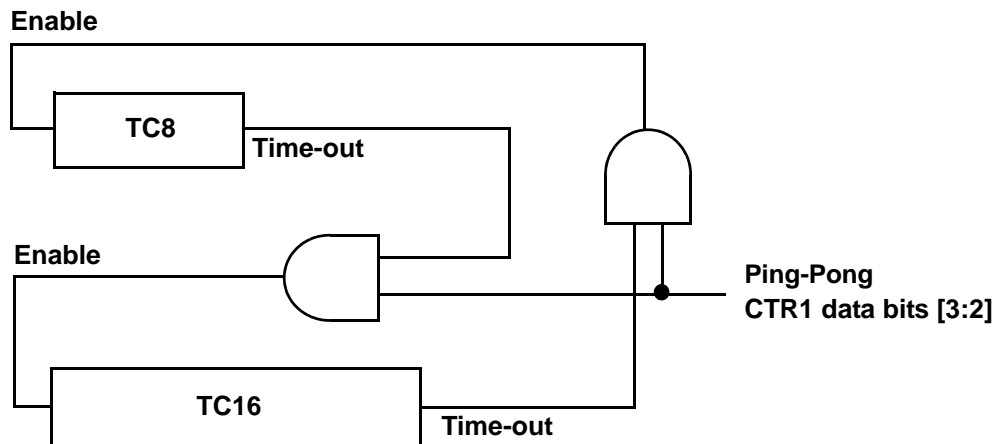 Enable
TC8
Time-out
Enable
Ping-Pong
CTR1 data bits [3:2]
TC16
Time-out